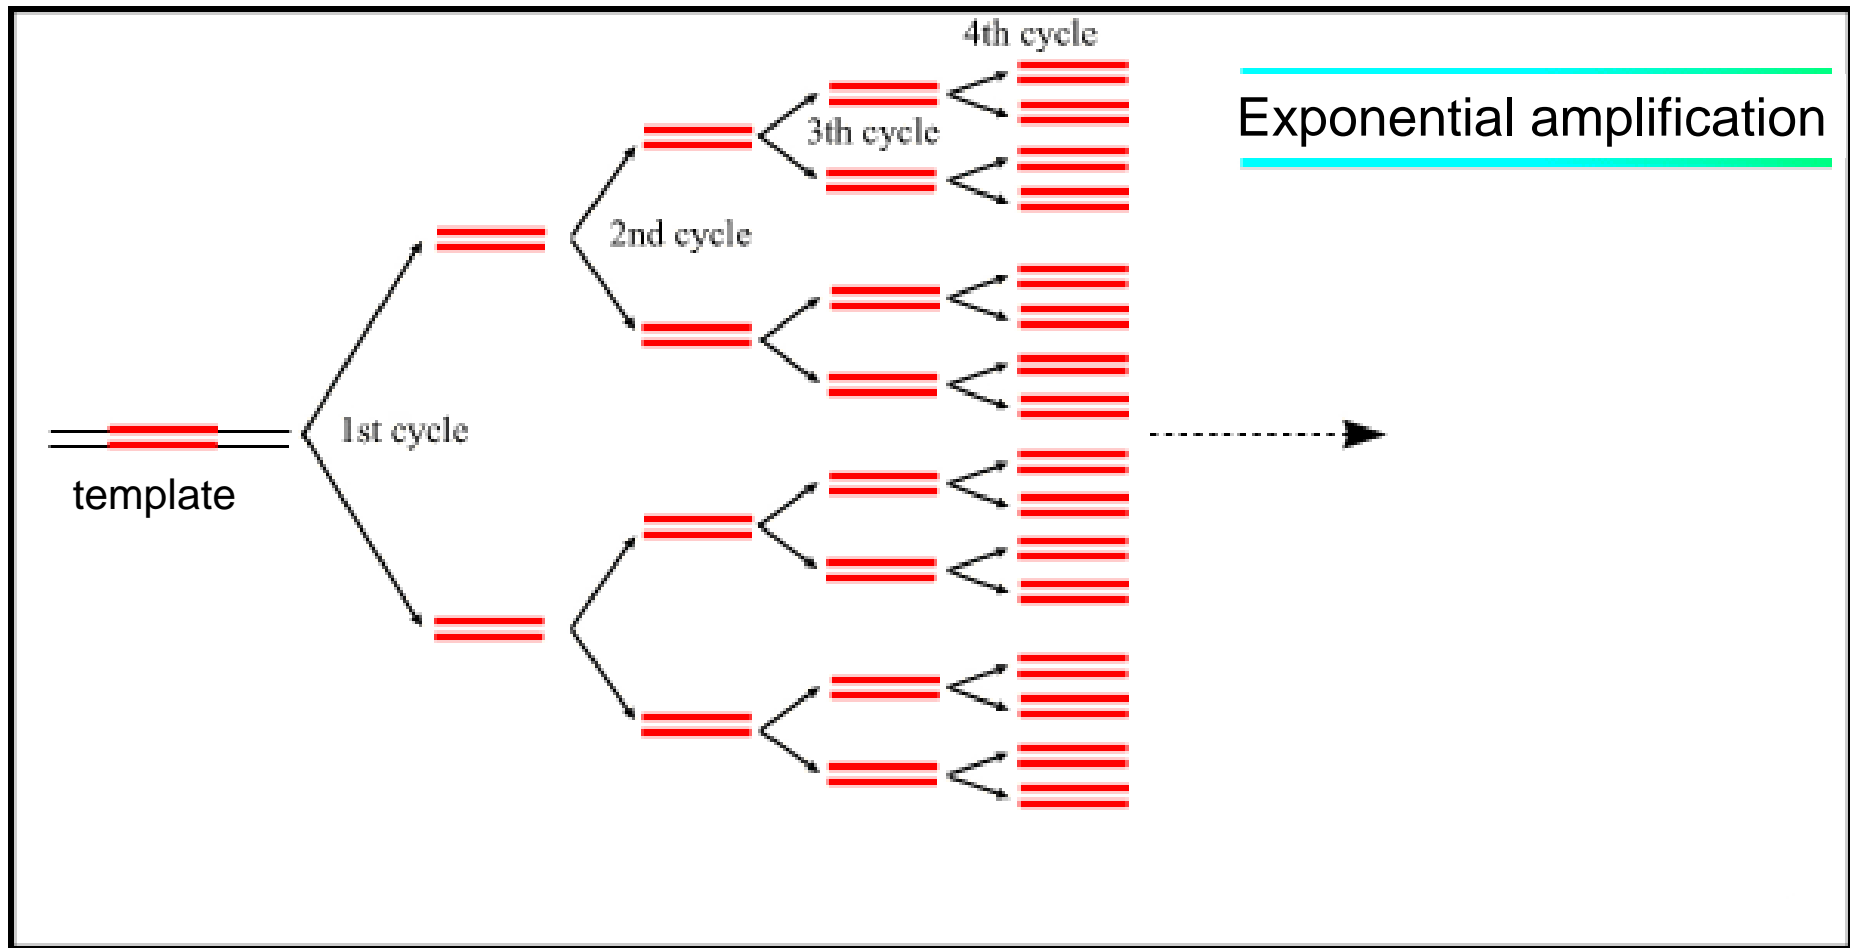 4th cycle
Exponential amplification
3th cycle
2nd cycle
1st cycle
template